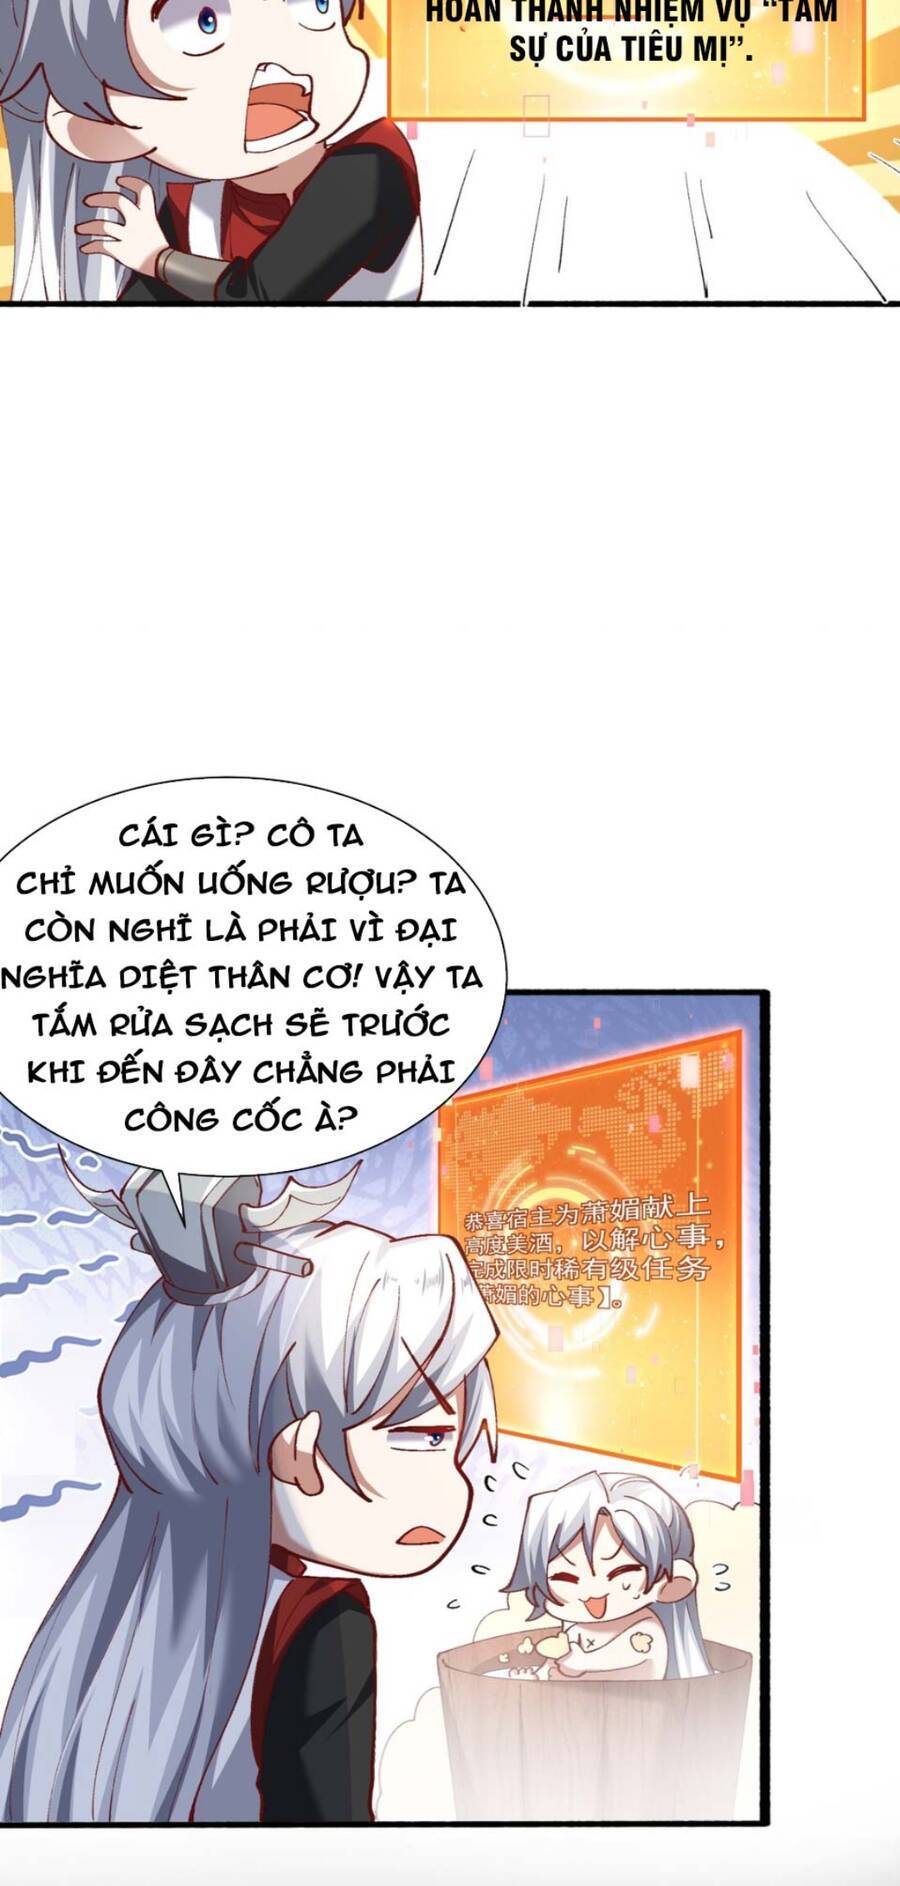 HOÀN THÀNH NHIỆM VỤ “TÂM
SỰ CỦA TIÊU MỊ”.
CÁI GÌ? CÔ TA
CHỈ MUỐN UỐNG RƯỢU? TA
CÒN NGHĨ LÀ PHẢI VÌ ĐẠI
NGHĨA DIỆT THÂN CƠ! VẬY TA
TẮM RỬA SẠCH SẼ TRƯỚC
KHI ĐẾN ĐÂY CHẲNG PHẢI
CÔNG CỐC À?
恭喜宿主为萧媚献上
高度美酒，以解心事，
完成限时稀有级任务
萧媚的心事】。